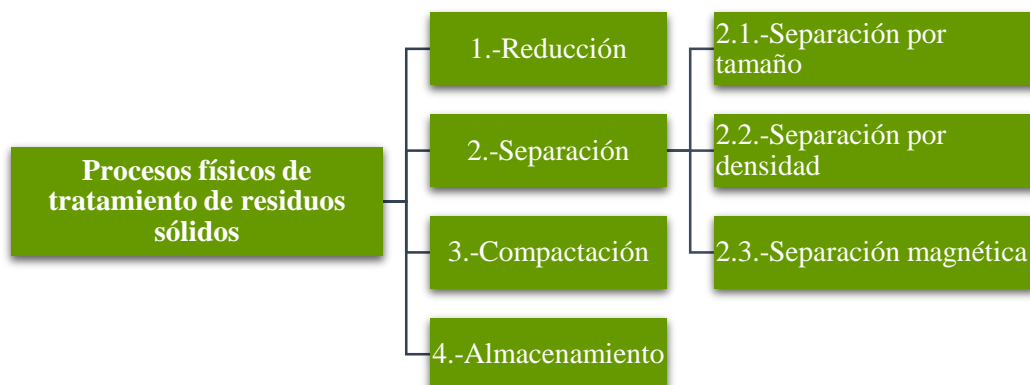 Procesos físicos de
tratamiento de residuos
sólidos
1.-Reducción
2.-Separación
3.-Compactación
4.-Almacenamiento
2.1.-Separación por
tamaño
2.2.-Separación por
densidad
2.3.-Separación magnética